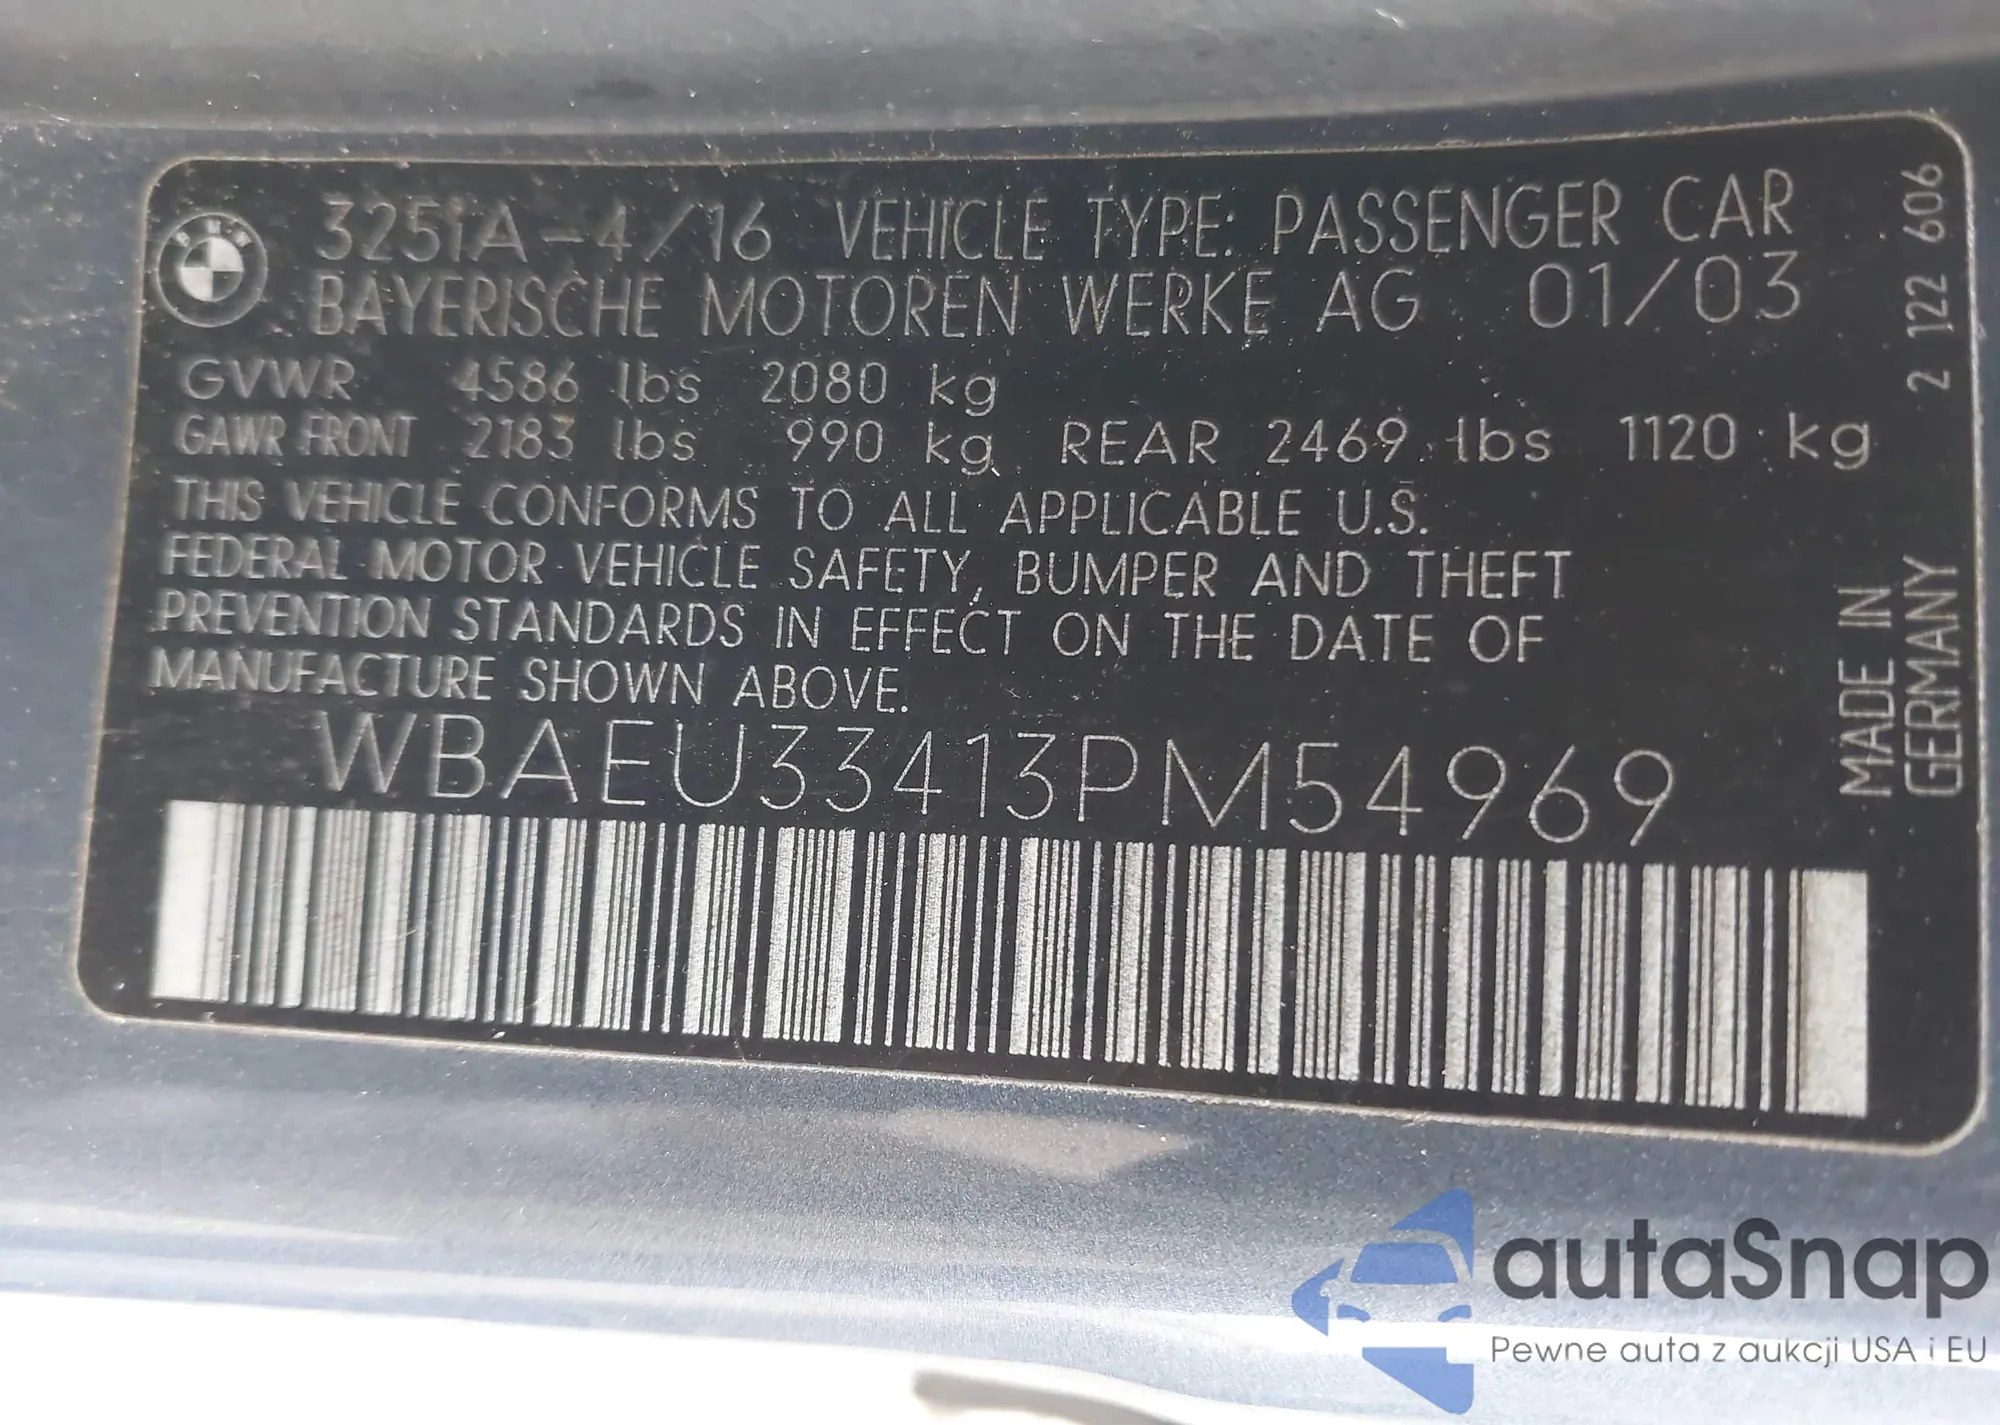 325iA -4/16 VEHICLE TYPE: PASSENGER CAR
BAYERISCHE MOTOREN WERKE AG 01/03
GVWR 4586 lbs 2080 kg
GAWR FRONT 2183 lbs 990 kg REAR 2469 lbs 1120 kg
THIS VEHICLE CONFORMS TO ALL APPLICABLE U.S.
FEDERAL MOTOR VEHICLE SAFETY, BUMPER AND THEFT
PREVENTION STANDARDS IN EFFECT ON THE DATE OF
MANUFACTURE SHOWN ABOVE.
WBAEU33413PM54969
2 122 606
MADE IN
GERMANY
BMW
autaSnap
Pewne auta z aukcji USA i EU